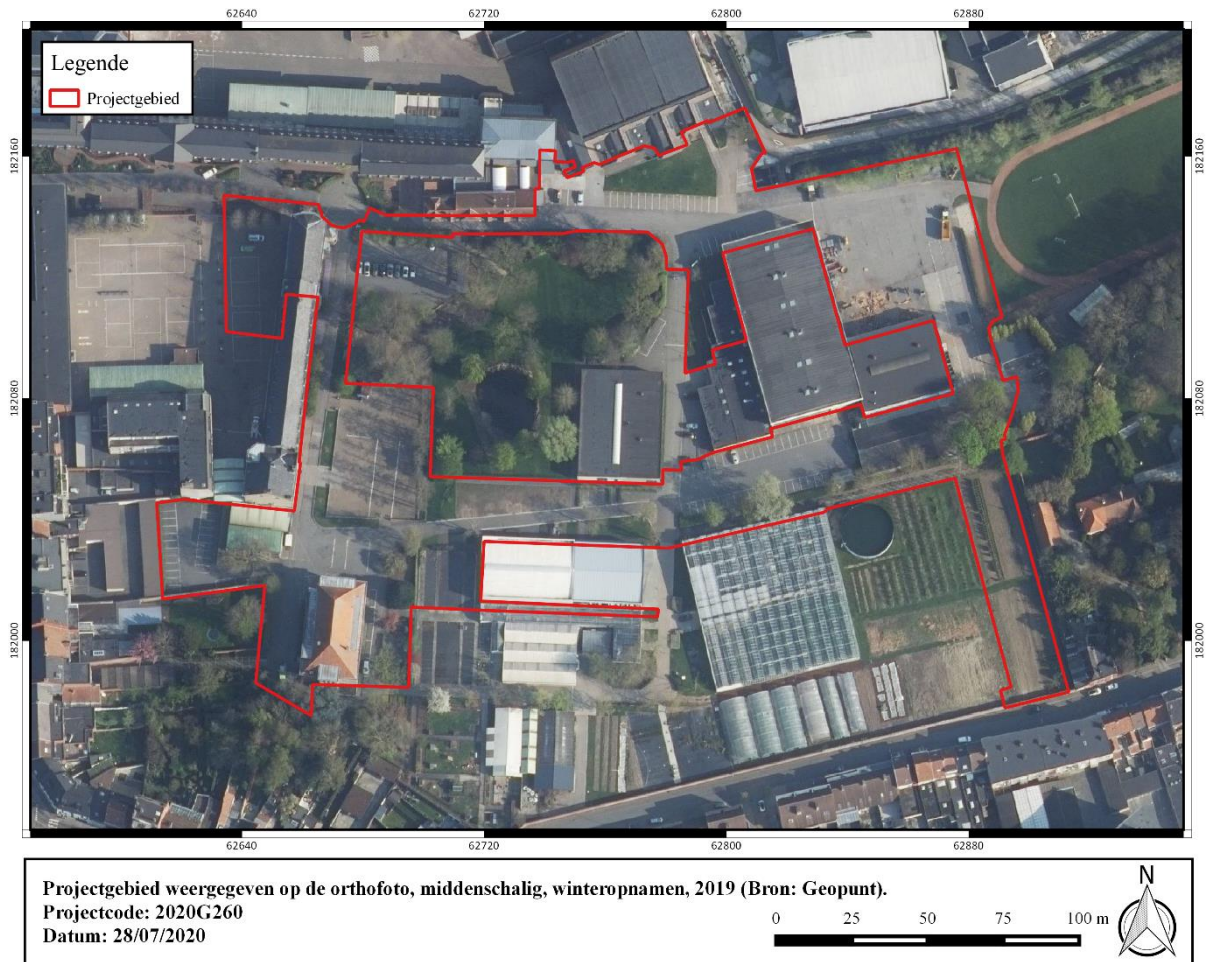 62640 62720 62800 62880
Legende
Projectgebied
182160 182160
182080 182080
182000 182000
62640 62720 62800 62880
Projectgebied weergegeven op de orthofoto, middenschalig, winteropnamen, 2019 (Bron: Geopunt).
Projectcode: 2020G260
Datum: 28/07/2020
0 25 50 75 100 m
N